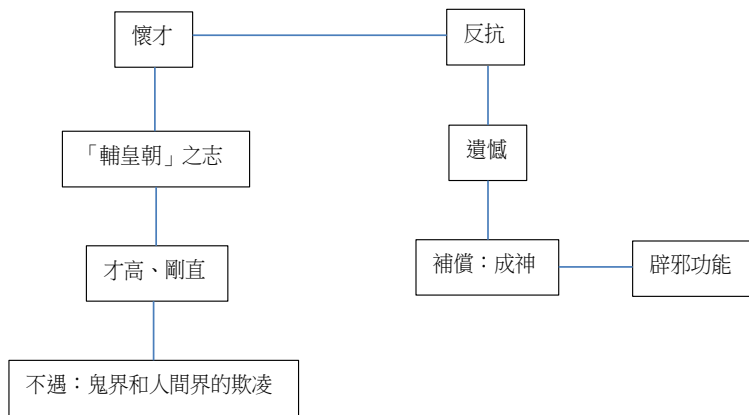 懷才
反抗
「輔皇朝」之志
遺憾
才高、剛直
補償：成神
辟邪功能
不遇：鬼界和人間界的欺凌